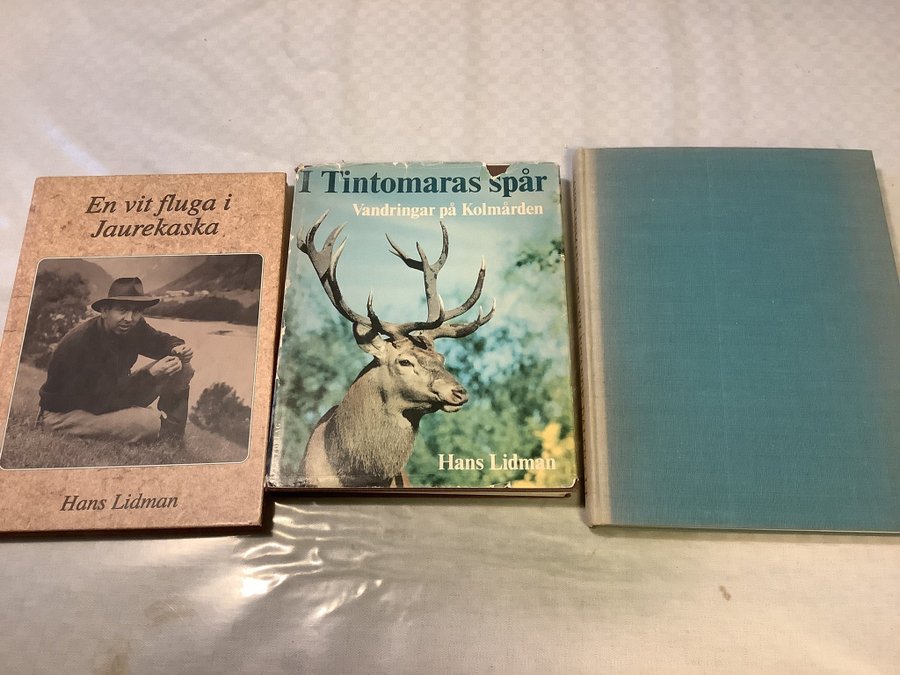 En vit fluga i
Jaurekaska
Hans Lidman
I Tintomaras spår
Vandringar på Kolmården
Hans Lidman